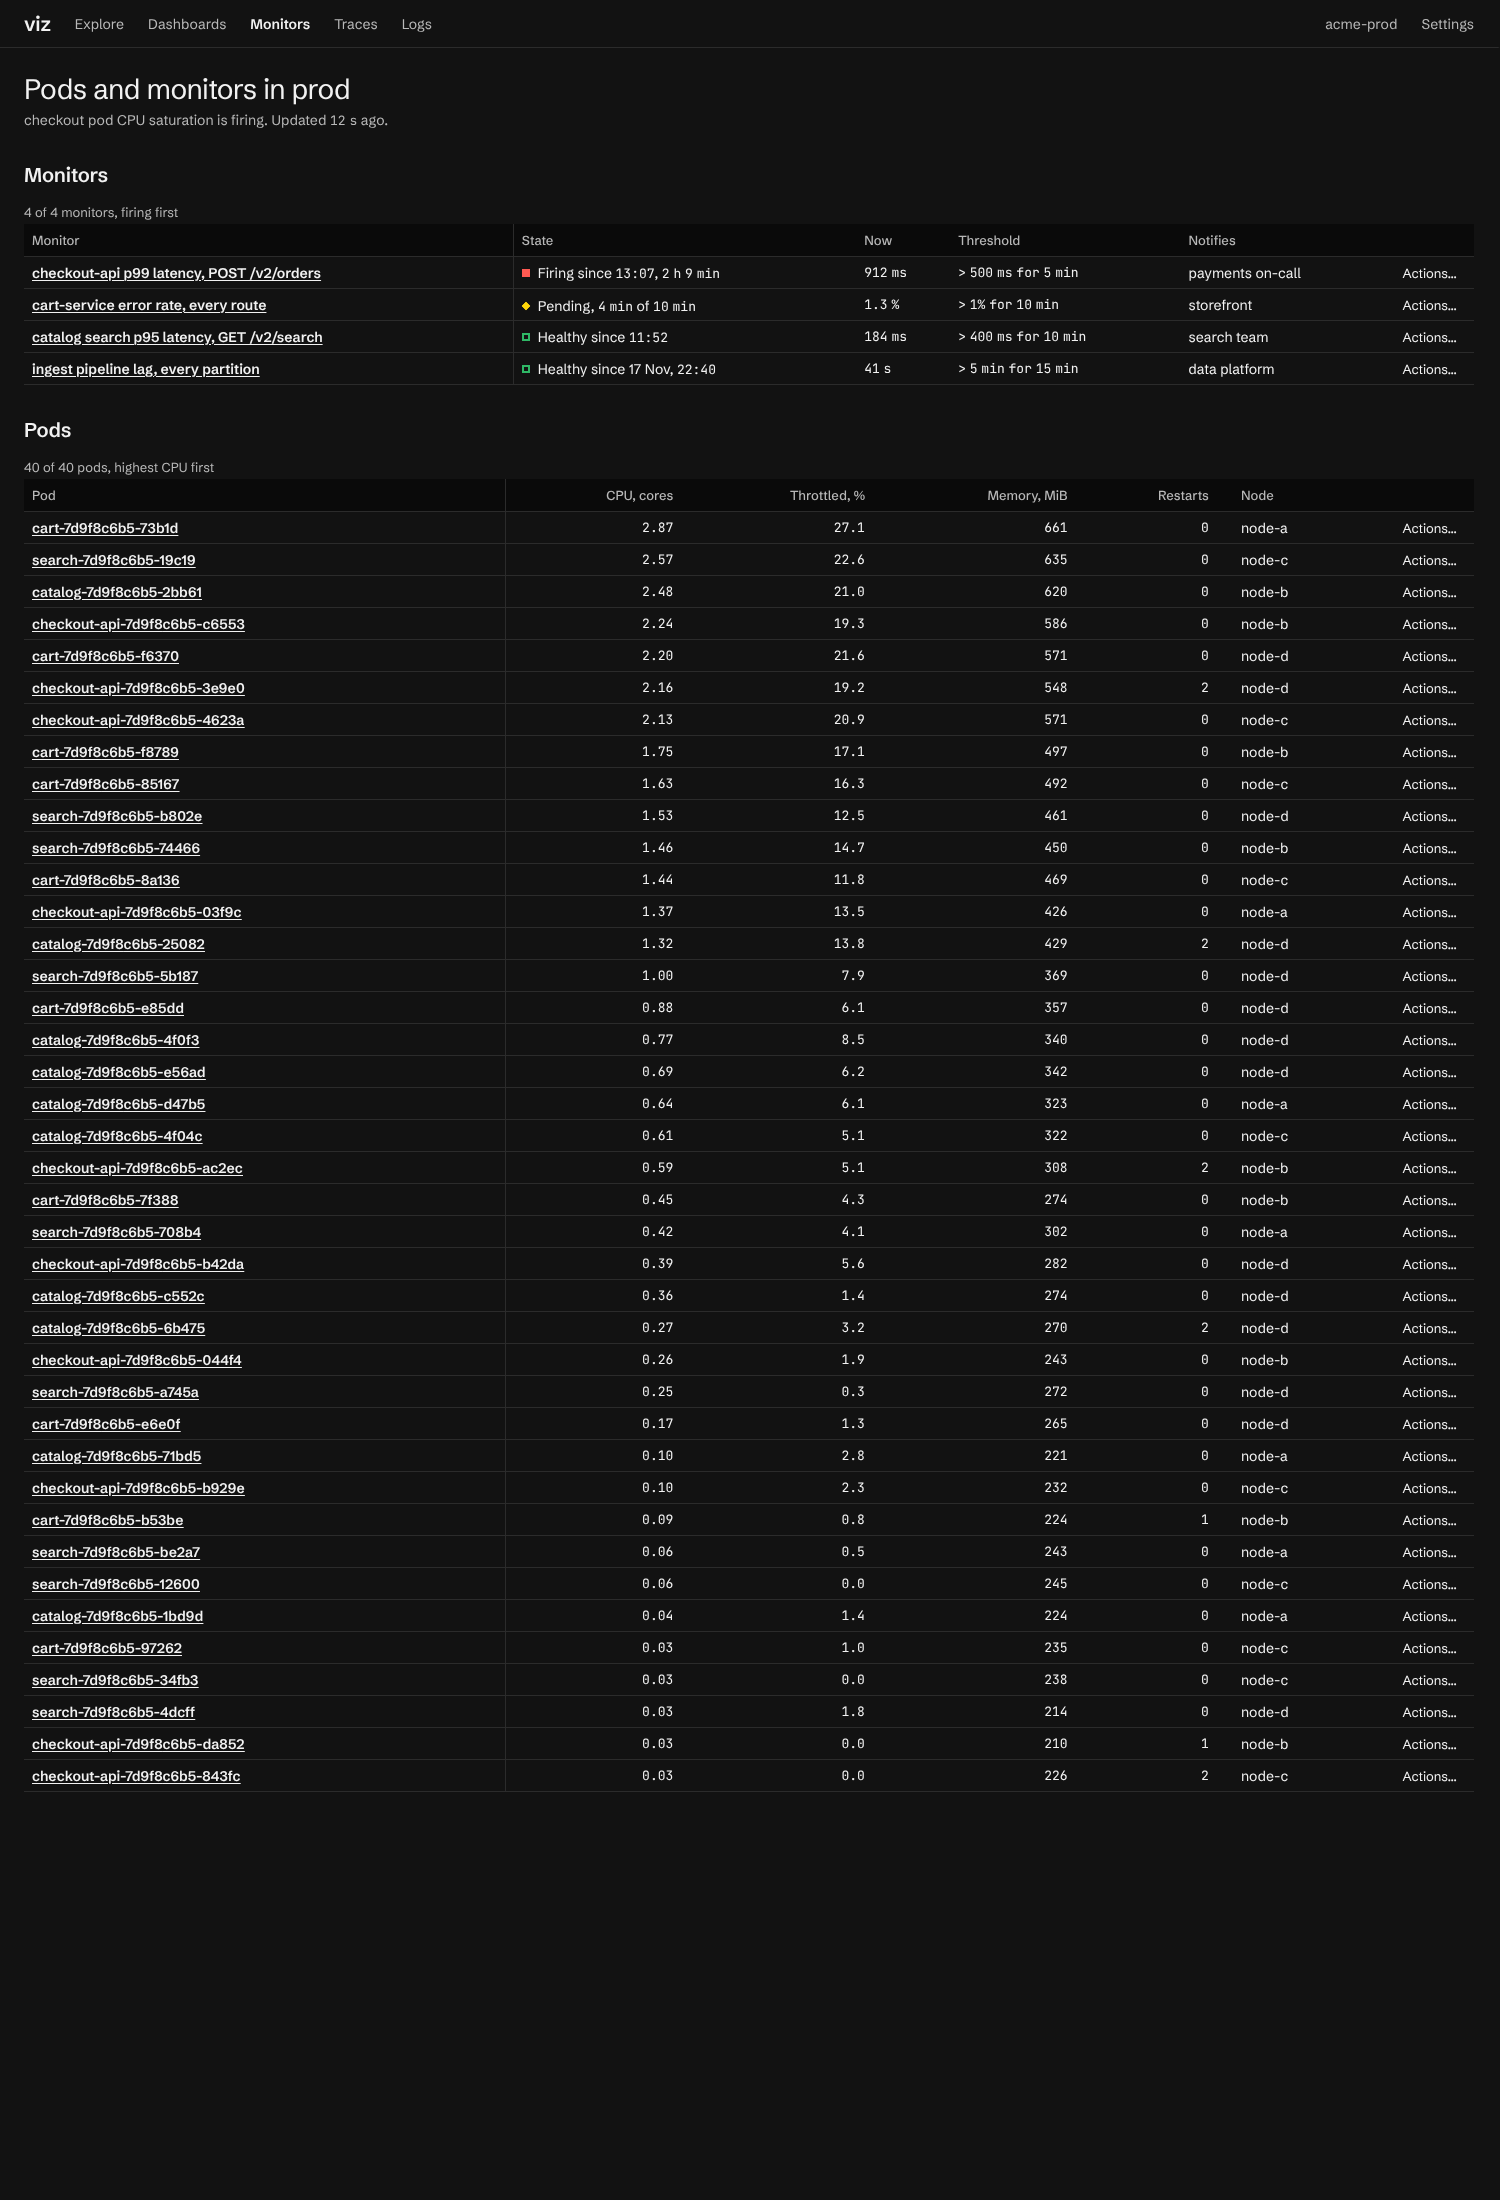 viz Explore Dashboards Monitors Traces Logs acme-prod Settings
Pods and monitors in prod
checkout pod CPU saturation is firing. Updated 12 s ago.
Monitors
4 of 4 monitors, firing first
Monitor State Now Threshold Notifies
checkout-api p99 latency, POST /v2/orders Firing since 13:07, 2 h 9 min 912 ms > 500 ms for 5 min payments on-call Actions…
cart-service error rate, every route Pending, 4 min of 10 min 1.3 % > 1% for 10 min storefront Actions…
catalog search p95 latency, GET /v2/search Healthy since 11:52 184 ms > 400 ms for 10 min search team Actions…
ingest pipeline lag, every partition Healthy since 17 Nov, 22:40 41 s > 5 min for 15 min data platform Actions…
Pods
40 of 40 pods, highest CPU first
Pod CPU, cores Throttled, % Memory, MiB Restarts Node
cart-7d9f8c6b5-73b1d 2.87 27.1 661 0 node-a Actions…
search-7d9f8c6b5-19c19 2.57 22.6 635 0 node-c Actions…
catalog-7d9f8c6b5-2bb61 2.48 21.0 620 0 node-b Actions…
checkout-api-7d9f8c6b5-c6553 2.24 19.3 586 0 node-b Actions…
cart-7d9f8c6b5-f6370 2.20 21.6 571 0 node-d Actions…
checkout-api-7d9f8c6b5-3e9e0 2.16 19.2 548 2 node-d Actions…
checkout-api-7d9f8c6b5-4623a 2.13 20.9 571 0 node-c Actions…
cart-7d9f8c6b5-f8789 1.75 17.1 497 0 node-b Actions…
cart-7d9f8c6b5-85167 1.63 16.3 492 0 node-c Actions…
search-7d9f8c6b5-b802e 1.53 12.5 461 0 node-d Actions…
search-7d9f8c6b5-74466 1.46 14.7 450 0 node-b Actions…
cart-7d9f8c6b5-8a136 1.44 11.8 469 0 node-c Actions…
checkout-api-7d9f8c6b5-03f9c 1.37 13.5 426 0 node-a Actions…
catalog-7d9f8c6b5-25082 1.32 13.8 429 2 node-d Actions…
search-7d9f8c6b5-5b187 1.00 7.9 369 0 node-d Actions…
cart-7d9f8c6b5-e85dd 0.88 6.1 357 0 node-d Actions…
catalog-7d9f8c6b5-4f0f3 0.77 8.5 340 0 node-d Actions…
catalog-7d9f8c6b5-e56ad 0.69 6.2 342 0 node-d Actions…
catalog-7d9f8c6b5-d47b5 0.64 6.1 323 0 node-a Actions…
catalog-7d9f8c6b5-4f04c 0.61 5.1 322 0 node-c Actions…
checkout-api-7d9f8c6b5-ac2ec 0.59 5.1 308 2 node-b Actions…
cart-7d9f8c6b5-7f388 0.45 4.3 274 0 node-b Actions…
search-7d9f8c6b5-708b4 0.42 4.1 302 0 node-a Actions…
checkout-api-7d9f8c6b5-b42da 0.39 5.6 282 0 node-d Actions…
catalog-7d9f8c6b5-c552c 0.36 1.4 274 0 node-d Actions…
catalog-7d9f8c6b5-6b475 0.27 3.2 270 2 node-d Actions…
checkout-api-7d9f8c6b5-044f4 0.26 1.9 243 0 node-b Actions…
search-7d9f8c6b5-a745a 0.25 0.3 272 0 node-d Actions…
cart-7d9f8c6b5-e6e0f 0.17 1.3 265 0 node-d Actions…
catalog-7d9f8c6b5-71bd5 0.10 2.8 221 0 node-a Actions…
checkout-api-7d9f8c6b5-b929e 0.10 2.3 232 0 node-c Actions…
cart-7d9f8c6b5-b53be 0.09 0.8 224 1 node-b Actions…
search-7d9f8c6b5-be2a7 0.06 0.5 243 0 node-a Actions…
search-7d9f8c6b5-12600 0.06 0.0 245 0 node-c Actions…
catalog-7d9f8c6b5-1bd9d 0.04 1.4 224 0 node-a Actions…
cart-7d9f8c6b5-97262 0.03 1.0 235 0 node-c Actions…
search-7d9f8c6b5-34fb3 0.03 0.0 238 0 node-c Actions…
search-7d9f8c6b5-4dcff 0.03 1.8 214 0 node-d Actions…
checkout-api-7d9f8c6b5-da852 0.03 0.0 210 1 node-b Actions…
checkout-api-7d9f8c6b5-843fc 0.03 0.0 226 2 node-c Actions…